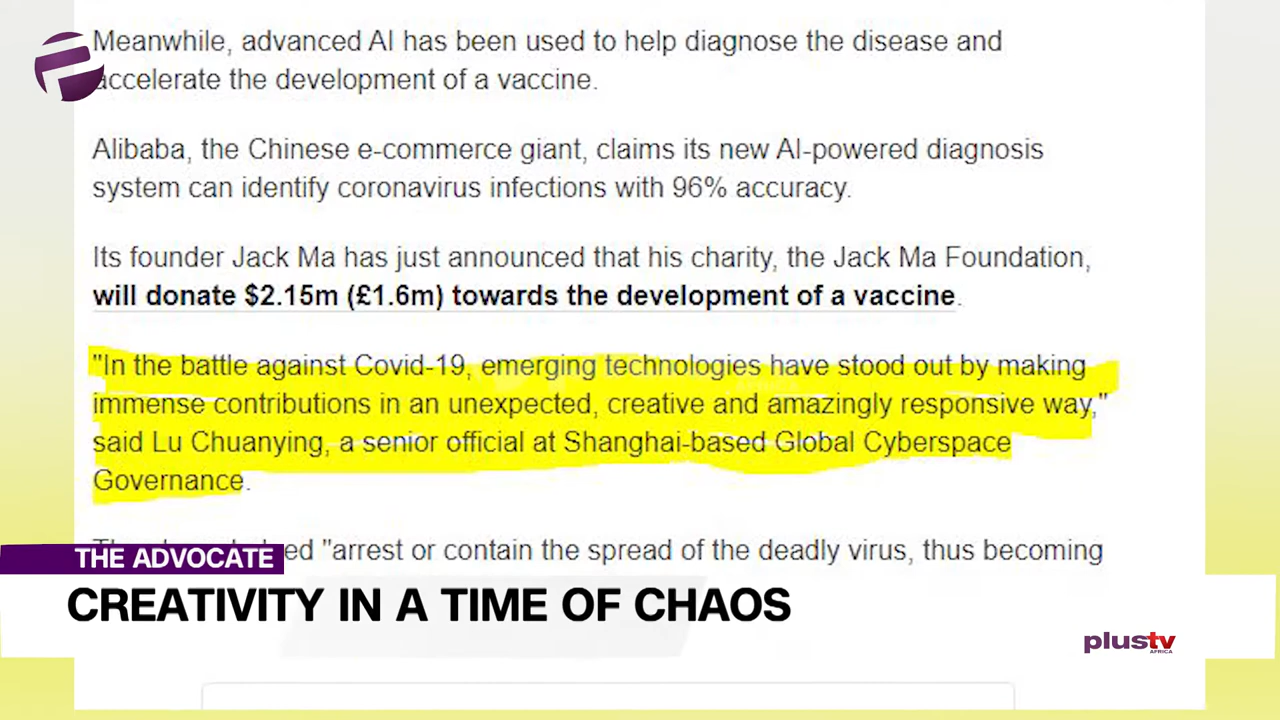 Meanwhile, advanced AI has been used to help diagnose the disease and
accelerate the development of a vaccine.
Alibaba, the Chinese e-commerce giant, claims its new AI-powered diagnosis
system can identify coronavirus infections with 96% accuracy.
Its founder Jack Ma has just announced that his charity, the Jack Ma Foundation,
will donate $2.15m (£1.6m) towards the development of a vaccine.
"In the battle against Covid-19, emerging technologies have stood out by making
immense contributions in an unexpected, creative and amazingly responsive way,"
said Lu Chuanying, a senior official at Shanghai-based Global Cyberspace
Governance.
"arrest or contain the spread of the deadly virus, thus becoming
THE ADVOCATE
CREATIVITY IN A TIME OF CHAOS
plustv
AFRICA